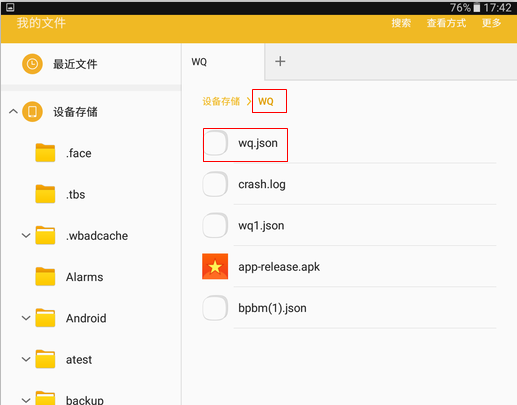 76% 17:42
我的文件 搜索 查看方式 更多
最近文件
设备存储
.face
.tbs
.wbadcache
Alarms
Android
atest
backup
WQ +
设备存储 > WQ
wq.json
crash.log
wq1.json
app-release.apk
bpbm(1).json